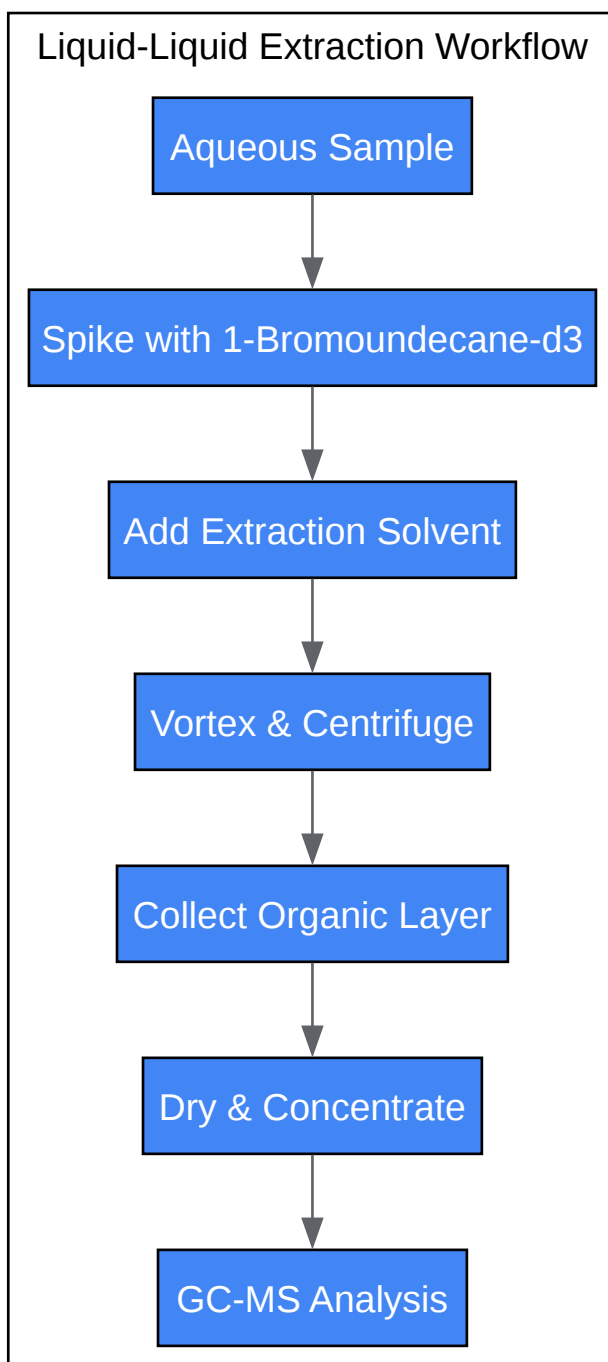 Liquid-Liquid Extraction Workflow
Aqueous Sample
Spike with 1-Bromoundecane-d3
Add Extraction Solvent
Vortex & Centrifuge
Collect Organic Layer
Dry & Concentrate
GC-MS Analysis